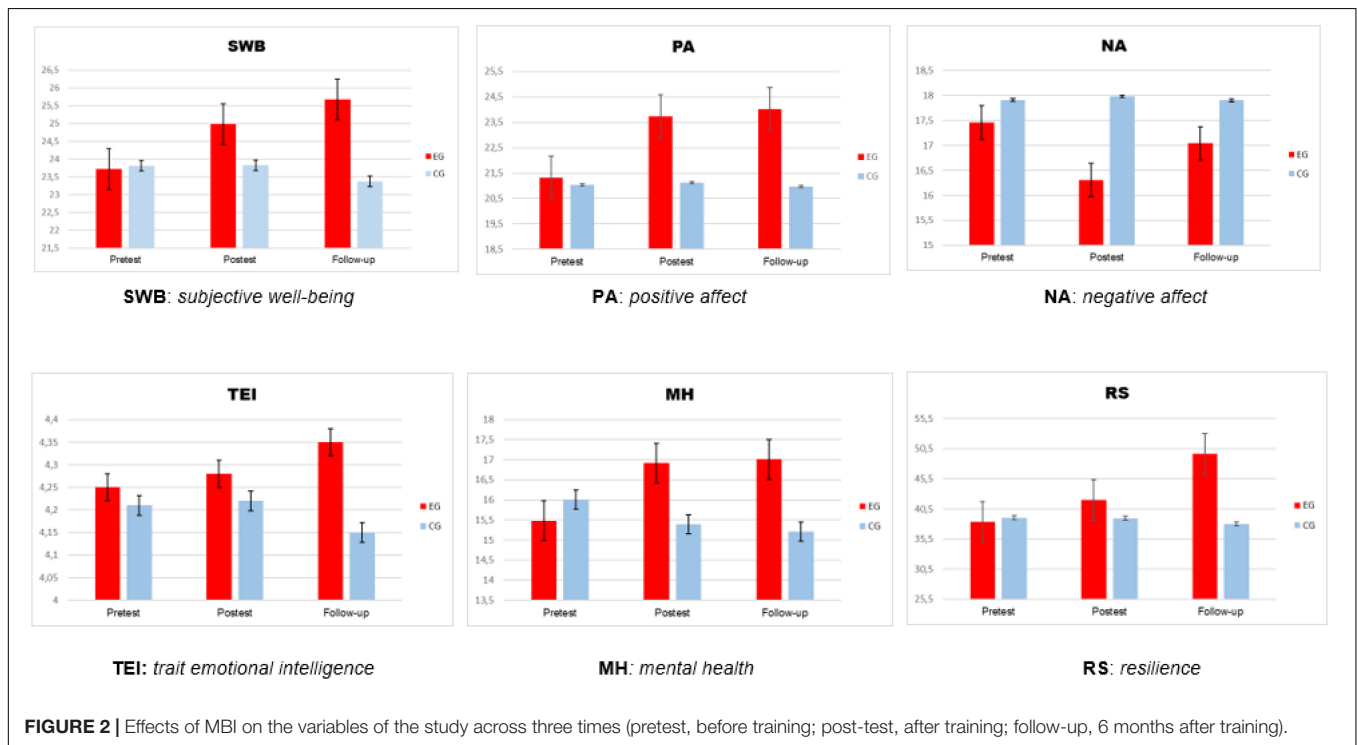 SWB
26,5
26
25,5
25
24,5
24
23,5
23
22,5
22
21,5
Pretest
Postest
Follow-up
EG
CG
SWB: subjective well-being
PA
25,5
24,5
23,5
22,5
21,5
20,5
19,5
18,5
Pretest
Postest
Follow-up
EG
CG
PA: positive affect
NA
18,5
18
17,5
17
16,5
16
15,5
15
Pretest
Postest
Follow-up
EG
CG
NA: negative affect
TEI
4,4
4,35
4,3
4,25
4,2
4,15
4,1
4,05
4
Pretest
Postest
Follow-up
EG
CG
TEI: trait emotional intelligence
MH
18
17,5
17
16,5
16
15,5
15
14,5
14
13,5
Pretest
Postest
Follow-up
EG
CG
MH: mental health
RS
55,5
50,5
45,5
40,5
35,5
30,5
25,5
Pretest
Postest
Follow-up
EG
CG
RS: resilience
FIGURE 2 | Effects of MBI on the variables of the study across three times (pretest, before training; post-test, after training; follow-up, 6 months after training).